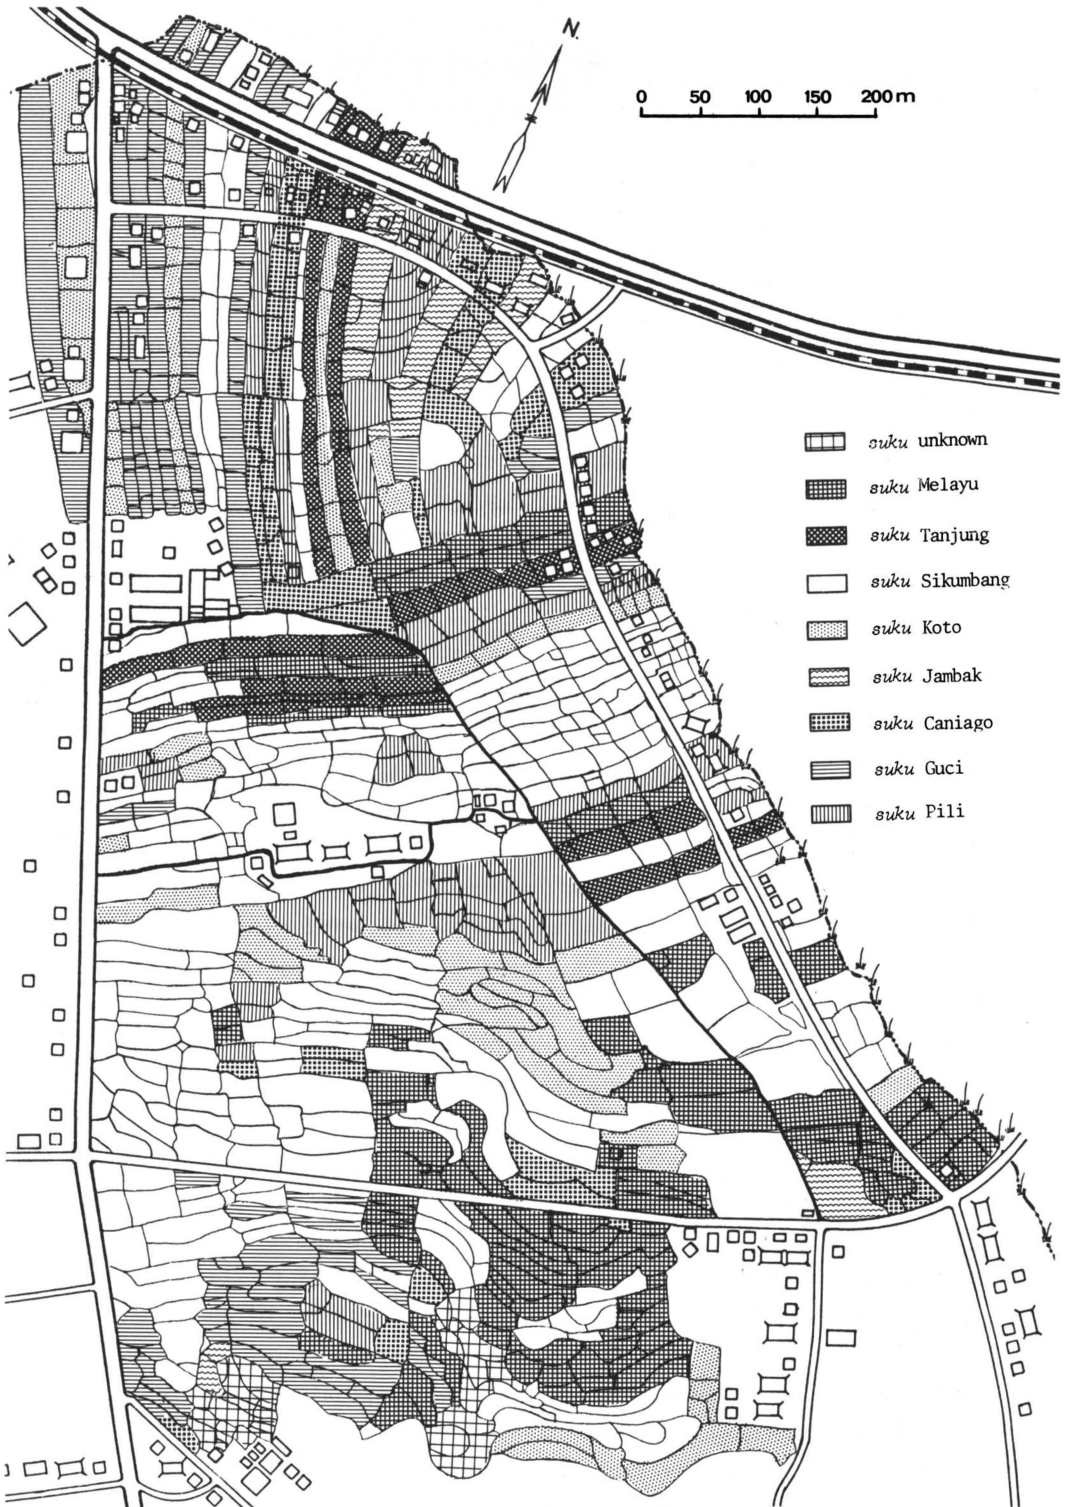 N.
0 50 100 150 200 m
suku unknown
suku Melayu
suku Tanjung
suku Sikumbang
suku Koto
suku Jambak
suku Caniago
suku Guci
suku Pili